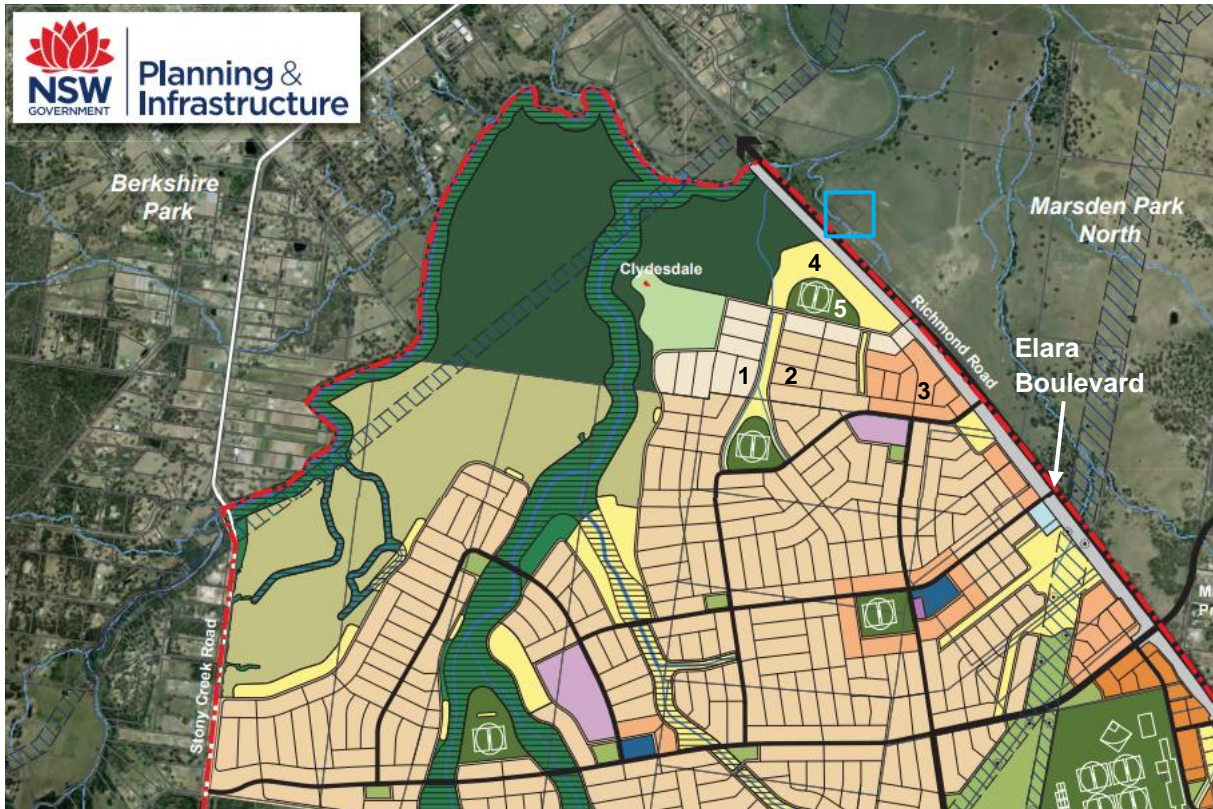 NSW
GOVERNMENT
Planning &
Infrastructure
Berkshire
Park
Marsden Park
North
Clydesdale
4
5
Richmond Road
Elara
Boulevard
1
2
3
Stony Creek Road